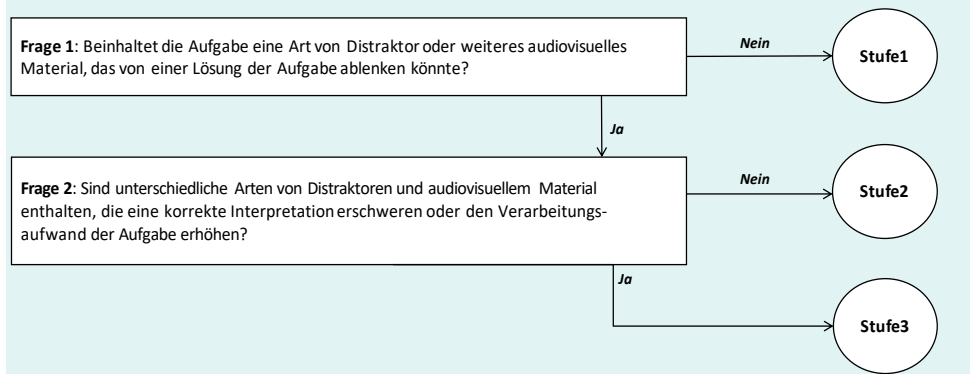 Frage 1: Beinhaltet die Aufgabe eine Art von Distraktor oder weiteres audiovisuelles
Material, das von einer Lösung der Aufgabe ablenken könnte?
Nein
Stufe1
Ja
Frage 2: Sind unterschiedliche Arten von Distraktoren und audiovisuellem Material
enthalten, die eine korrekte Interpretation erschweren oder den Verarbeitungs-
aufwand der Aufgabe erhöhen?
Nein
Stufe2
Ja
Stufe3